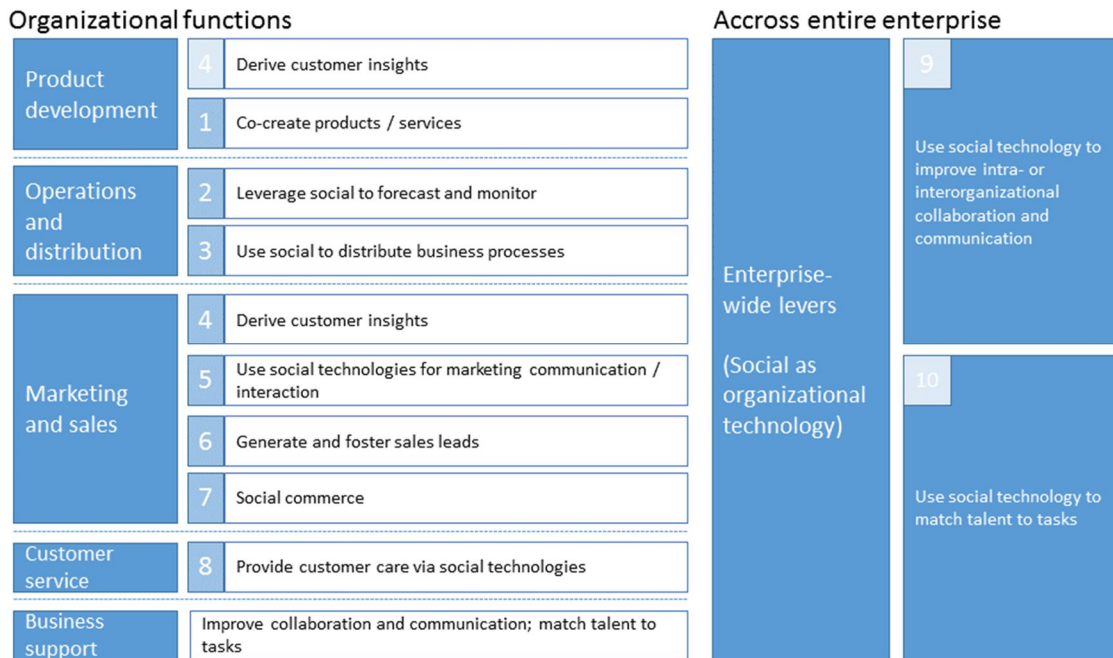 Organizational functions
Product
development
4
Derive customer insights
1
Co-create products / services
Operations
and
distribution
2
Leverage social to forecast and monitor
3
Use social to distribute business processes
Marketing
and sales
4
Derive customer insights
5
Use social technologies for marketing communication /
interaction
6
Generate and foster sales leads
7
Social commerce
Customer
service
8
Provide customer care via social technologies
Business
support
Improve collaboration and communication; match talent to
tasks
Accross entire enterprise
Enterprise-
wide levers
(Social as
organizational
technology)
9
Use social technology to
improve intra- or
interorganizational
collaboration and
communication
10
Use social technology to
match talent to tasks